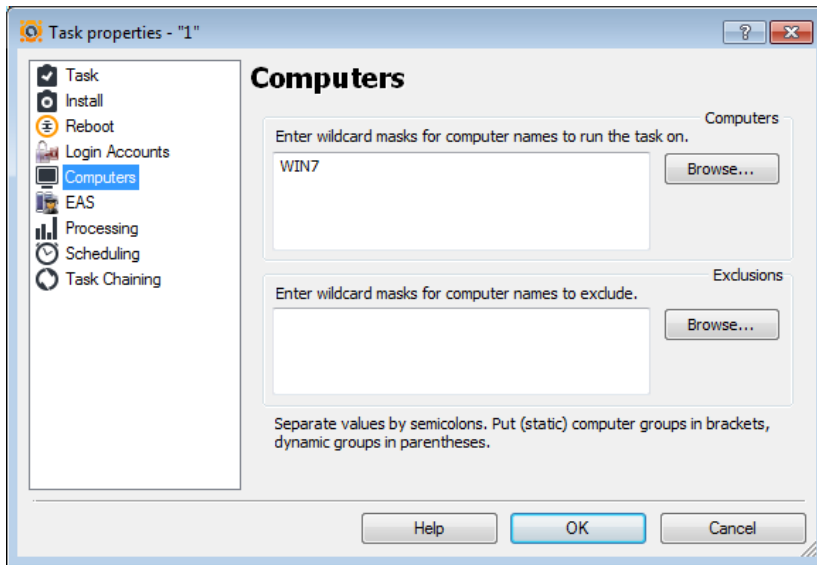 Task properties - "1"
Task
Install
Reboot
Login Accounts
Computers
EAS
Processing
Scheduling
Task Chaining
Computers
Computers
Enter wildcard masks for computer names to run the task on.
WIN7
Browse...
Exclusions
Enter wildcard masks for computer names to exclude.
Browse...
Separate values by semicolons. Put (static) computer groups in brackets,
dynamic groups in parentheses.
Help
OK
Cancel